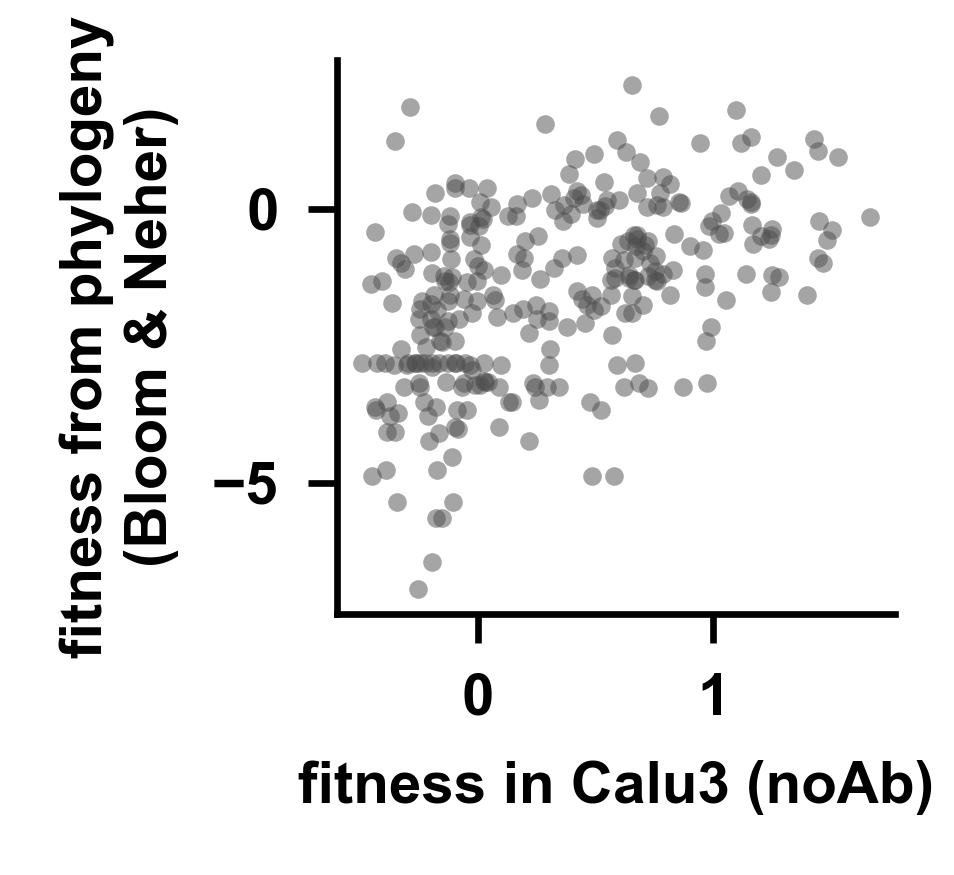 fitness from phylogeny
(Bloom & Neher)
0
−5
0
1
fitness in Calu3 (noAb)